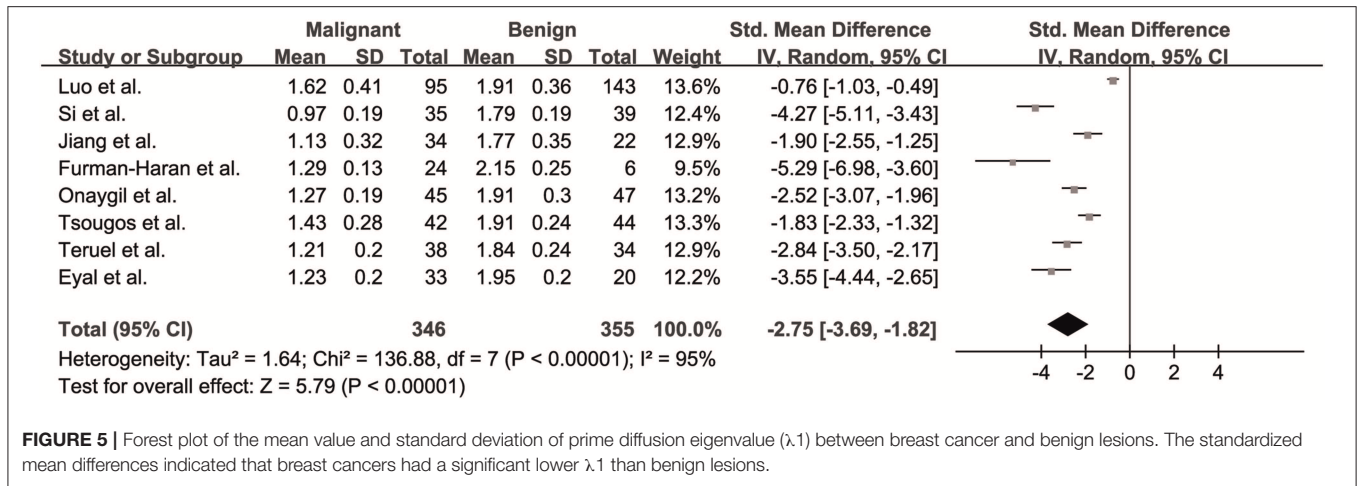 Malignant Benign Std. Mean Difference Std. Mean Difference
Study or Subgroup Mean SD Total Mean SD Total Weight IV, Random, 95% CI IV, Random, 95% CI
Luo et al. 1.62 0.41 95 1.91 0.36 143 13.6% -0.76 [-1.03, -0.49]
Si et al. 0.97 0.19 35 1.79 0.19 39 12.4% -4.27 [-5.11, -3.43]
Jiang et al. 1.13 0.32 34 1.77 0.35 22 12.9% -1.90 [-2.55, -1.25]
Furman-Haran et al. 1.29 0.13 24 2.15 0.25 6 9.5% -5.29 [-6.98, -3.60]
Onaygil et al. 1.27 0.19 45 1.91 0.3 47 13.2% -2.52 [-3.07, -1.96]
Tsougos et al. 1.43 0.28 42 1.91 0.24 44 13.3% -1.83 [-2.33, -1.32]
Teruel et al. 1.21 0.2 38 1.84 0.24 34 12.9% -2.84 [-3.50, -2.17]
Eyal et al. 1.23 0.2 33 1.95 0.2 20 12.2% -3.55 [-4.44, -2.65]
Total (95% CI) 346 355 100.0% -2.75 [-3.69, -1.82]
Heterogeneity: Tau² = 1.64; Chi² = 136.88, df = 7 (P < 0.00001); I² = 95%
Test for overall effect: Z = 5.79 (P < 0.00001)
-4 -2 0 2 4
FIGURE 5 | Forest plot of the mean value and standard deviation of prime diffusion eigenvalue (λ1) between breast cancer and benign lesions. The standardized
mean differences indicated that breast cancers had a significant lower λ1 than benign lesions.